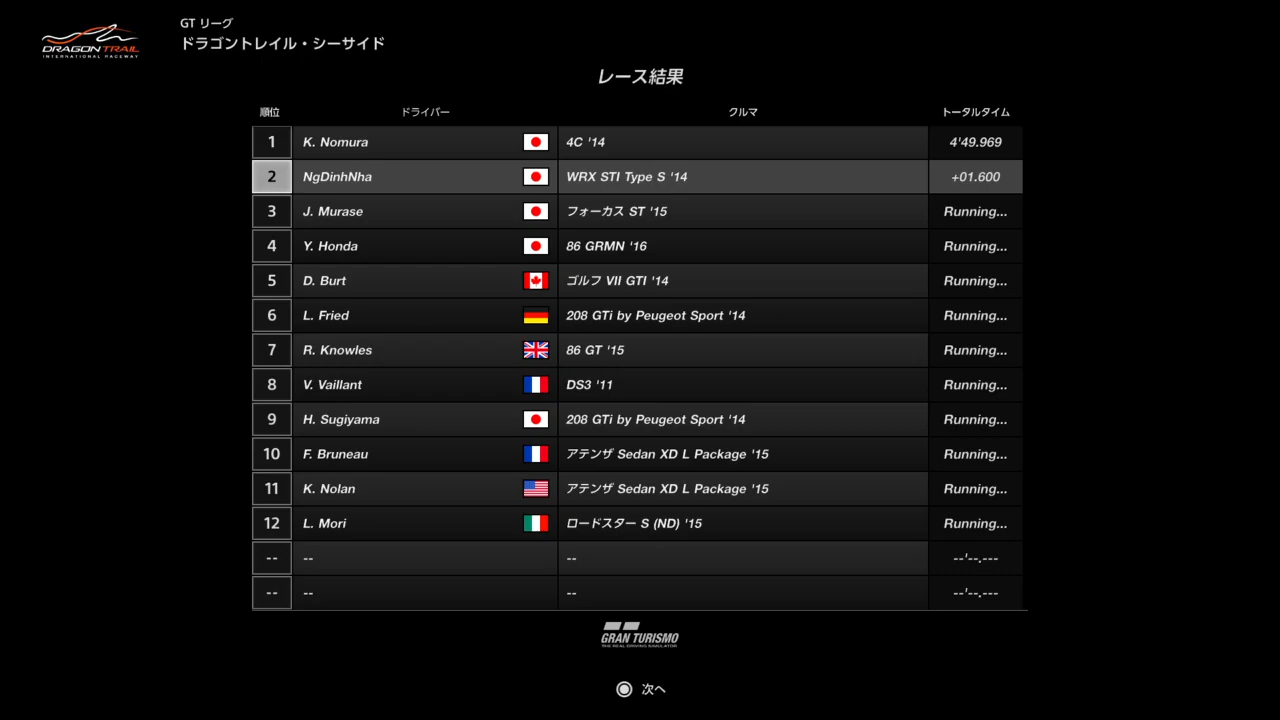 GT リーグ
ドラゴントレイル・シーサイド
DRAGON TRAIL
INTERNATIONAL RACEWAY
レース結果
順位 ドライバー クルマ トータルタイム
1 K. Nomura 4C '14 4'49.969
2 NgDinhNha WRX STI Type S '14 +01.600
3 J. Murase フォーカス ST '15 Running...
4 Y. Honda 86 GRMN '16 Running...
5 D. Burt ゴルフ VII GTI '14 Running...
6 L. Fried 208 GTi by Peugeot Sport '14 Running...
7 R. Knowles 86 GT '15 Running...
8 V. Vaillant DS3 '11 Running...
9 H. Sugiyama 208 GTi by Peugeot Sport '14 Running...
10 F. Bruneau アテンザ Sedan XD L Package '15 Running...
11 K. Nolan アテンザ Sedan XD L Package '15 Running...
12 L. Mori ロードスター S (ND) '15 Running...
-- -- -- --'--.---
-- -- -- --'--.---
GRAN TURISMO
THE REAL DRIVING SIMULATOR
次へ